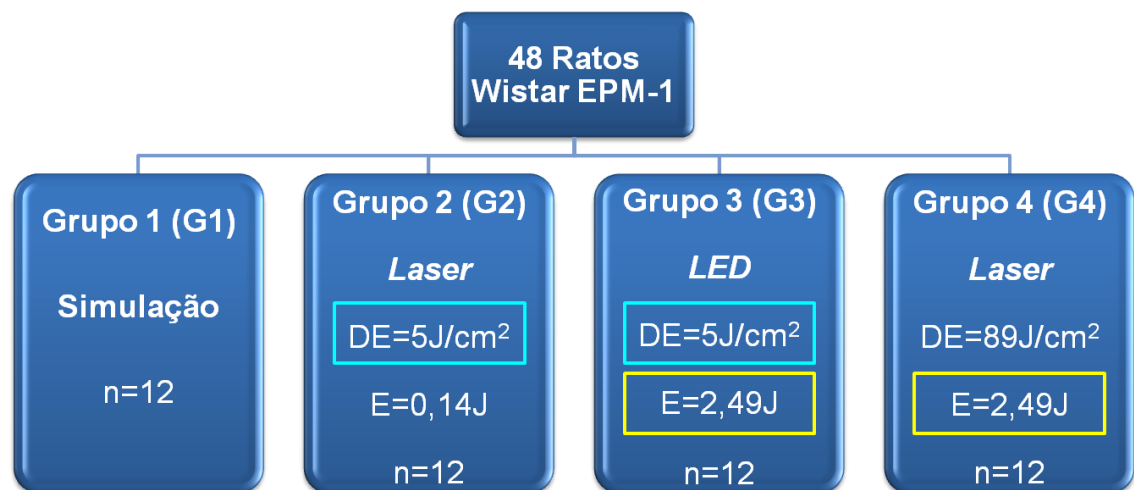 48 Ratos
Wistar EPM-1
Grupo 1 (G1)
Simulação
n=12
Grupo 2 (G2)
Laser
DE=5J/cm²
E=0,14J
n=12
Grupo 3 (G3)
LED
DE=5J/cm²
E=2,49J
n=12
Grupo 4 (G4)
Laser
DE=89J/cm²
E=2,49J
n=12